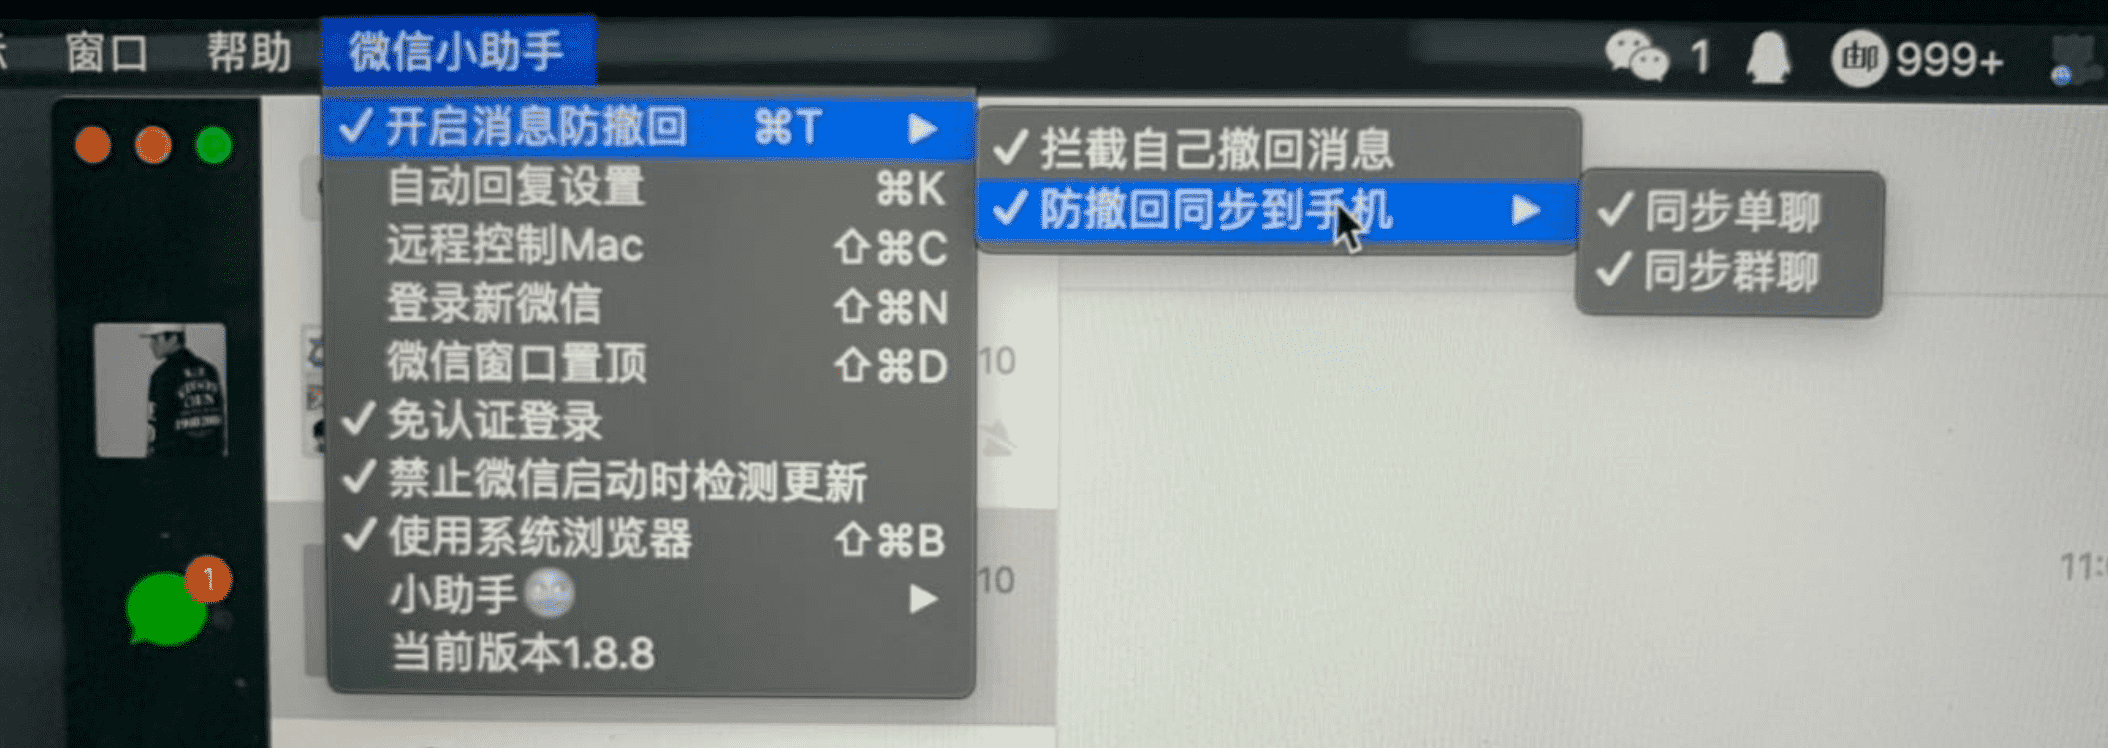 窗口 帮助 微信小助手 1 邮 999+
✓ 开启消息防撤回 ⌘T ▶
自动回复设置 ⌘K
远程控制Mac ⇧⌘C
登录新微信 ⇧⌘N
微信窗口置顶 ⇧⌘D
✓ 免认证登录
✓ 禁止微信启动时检测更新
✓ 使用系统浏览器 ⇧⌘B
小助手 ▶
当前版本1.8.8
✓ 拦截自己撤回消息
✓ 防撤回同步到手机 ▶
✓ 同步单聊
✓ 同步群聊
10
10
1